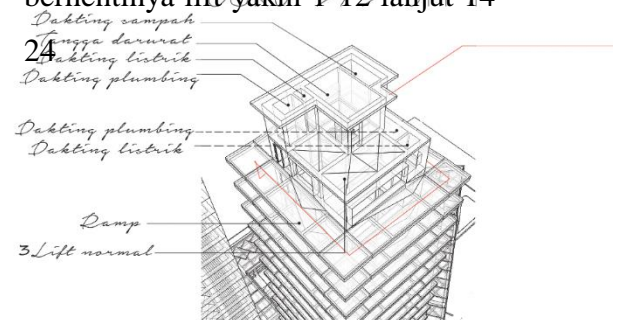 berhentinya lift yakni 1-12 lanjut 14-
Dakting sampah
24
Tangga darurat
Dakting listrik
Dakting plumbing
Dakting plumbing
Dakting listrik
Ramp
3 Lift normal